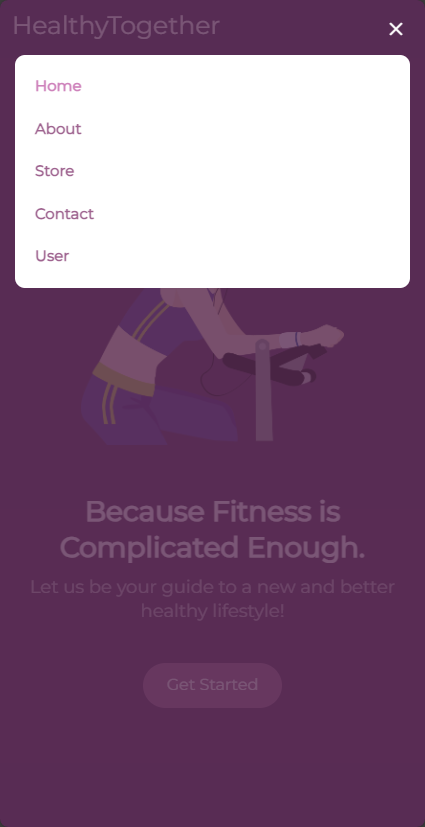 HealthyTogether
Home
About
Store
Contact
User
Because Fitness is
Complicated Enough.
Let us be your guide to a new and better
healthy lifestyle!
Get Started